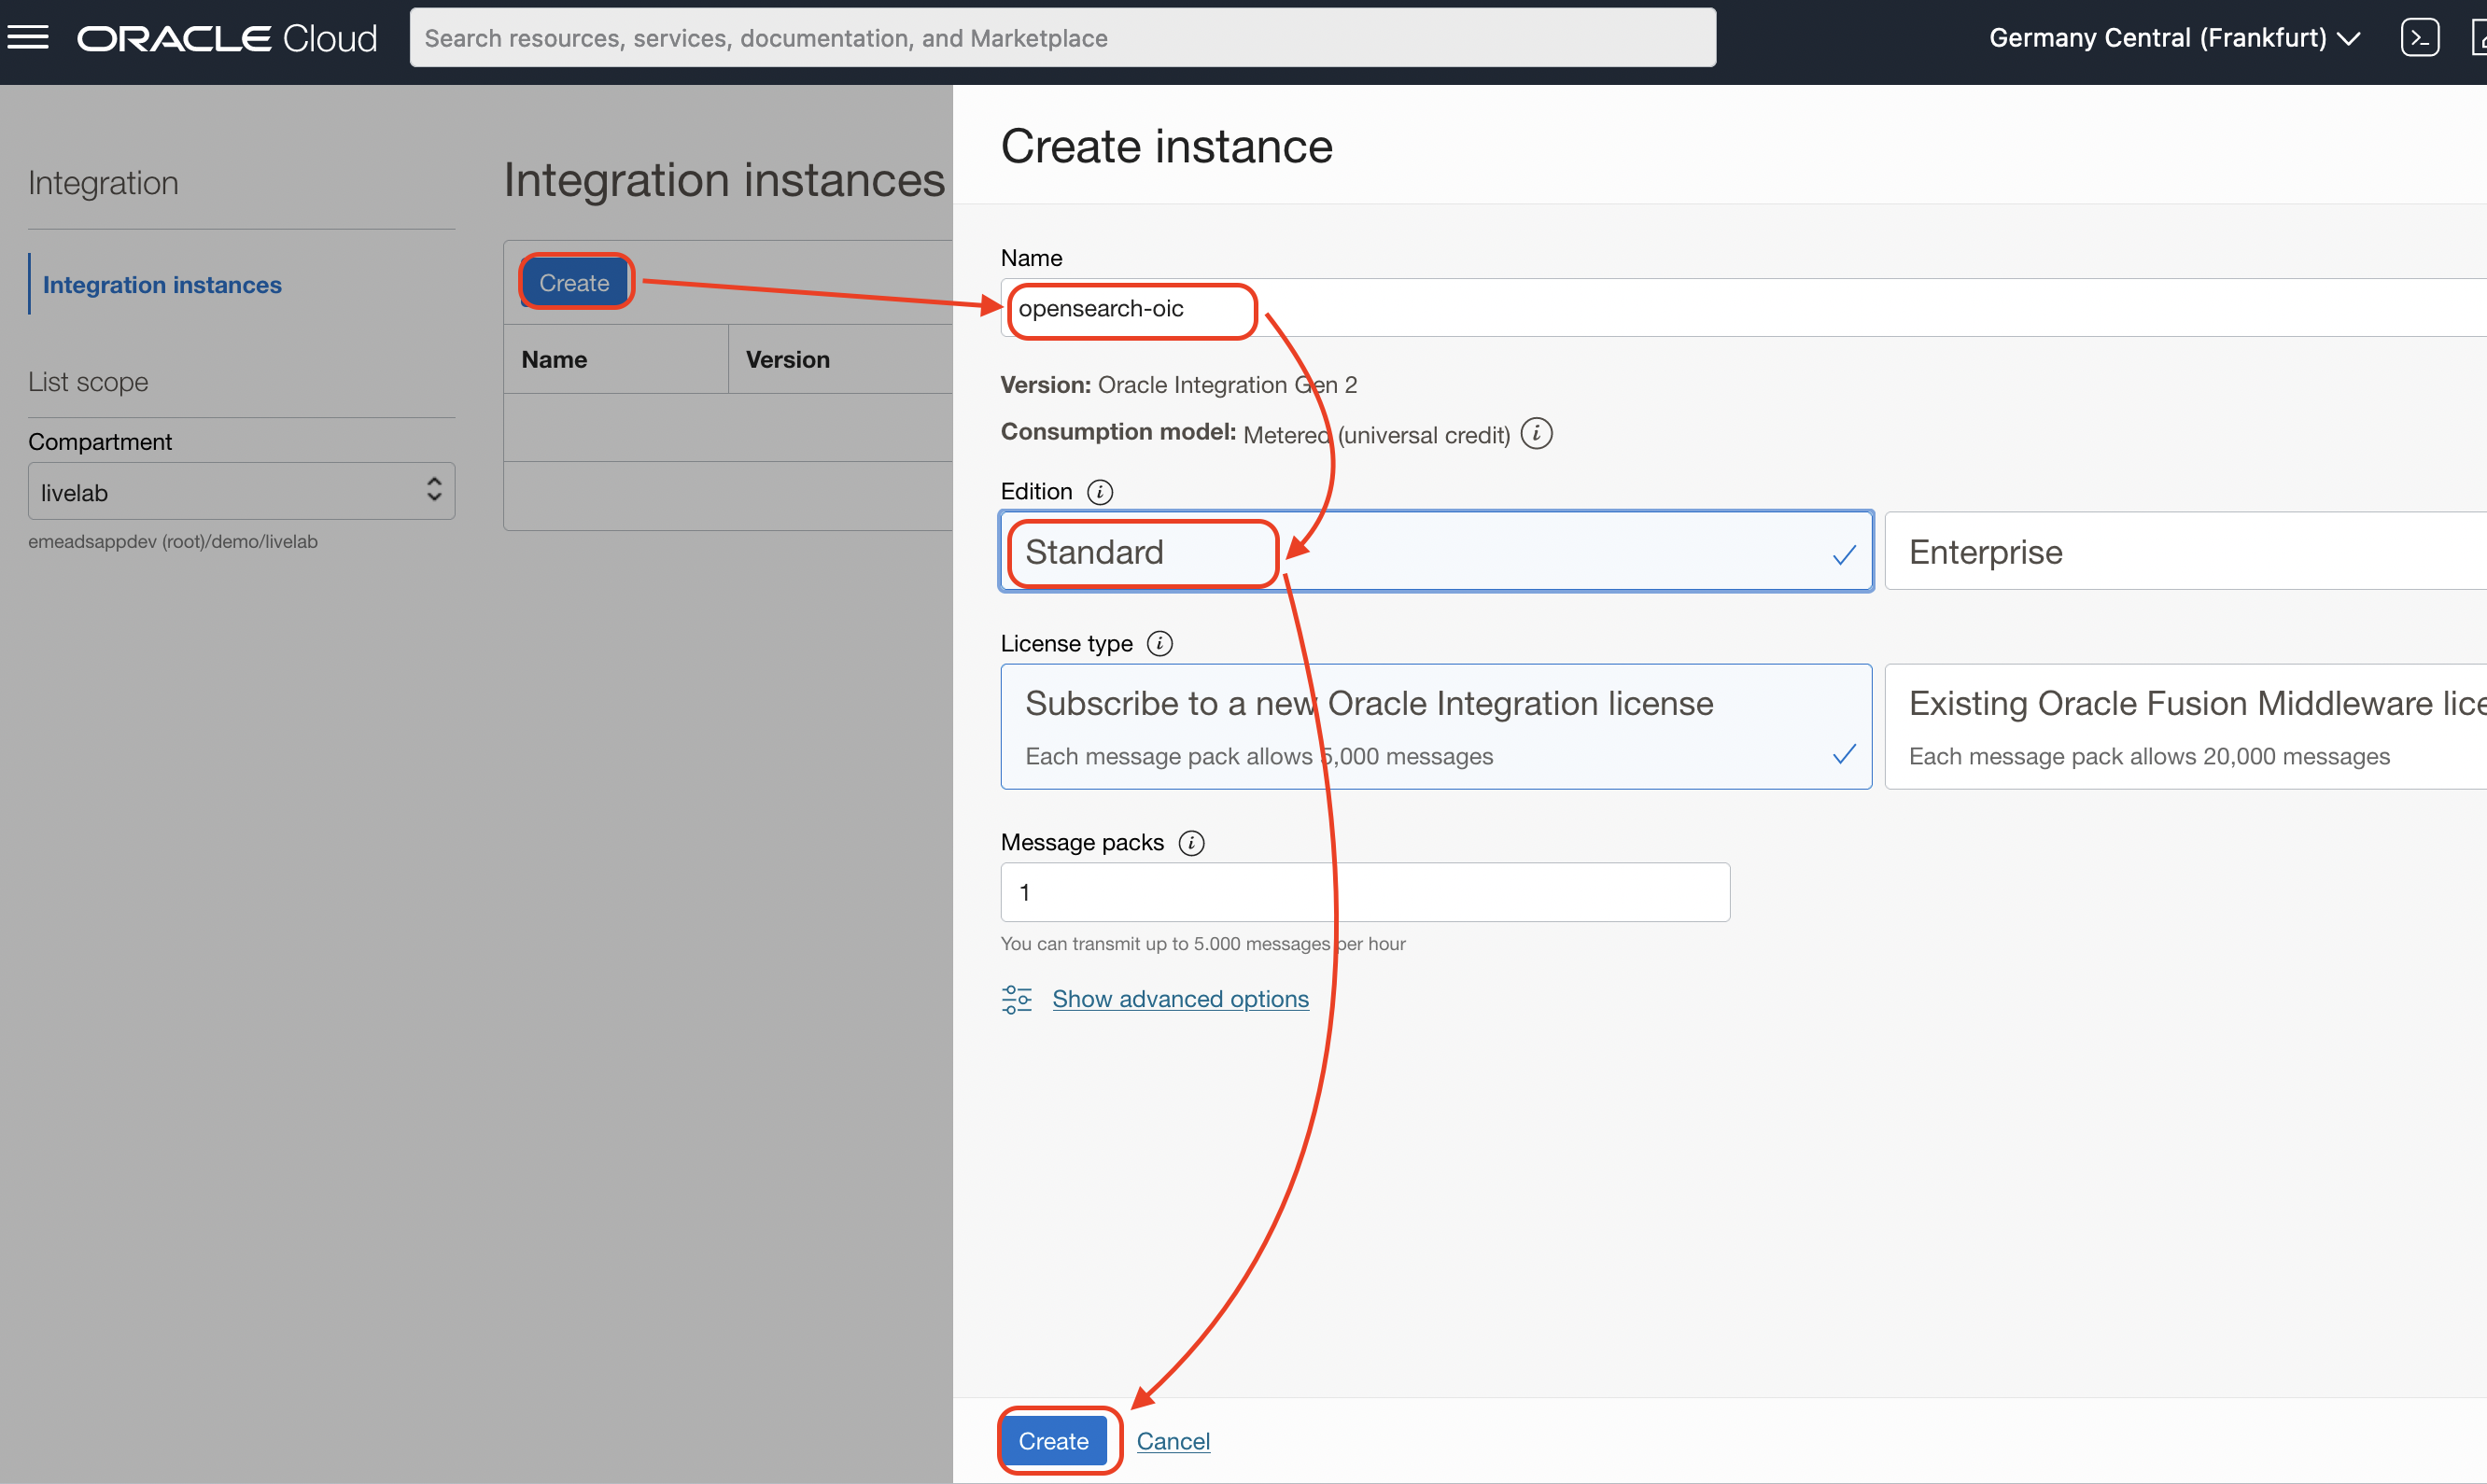 ORACLE Cloud
Search resources, services, documentation, and Marketplace
Germany Central (Frankfurt)
Integration
Integration instances
List scope
Compartment
livelab
emeadsappdev (root)/demo/livelab
Integration instances
Create
Name Version
Create instance
Name
opensearch-oic
Version: Oracle Integration Gen 2
Consumption model: Metered (universal credit)
Edition
Standard
Enterprise
License type
Subscribe to a new Oracle Integration license
Each message pack allows 5,000 messages
Existing Oracle Fusion Middleware
Each message pack allows 20,000 messages
Message packs
1
You can transmit up to 5.000 messages per hour
Show advanced options
Create Cancel